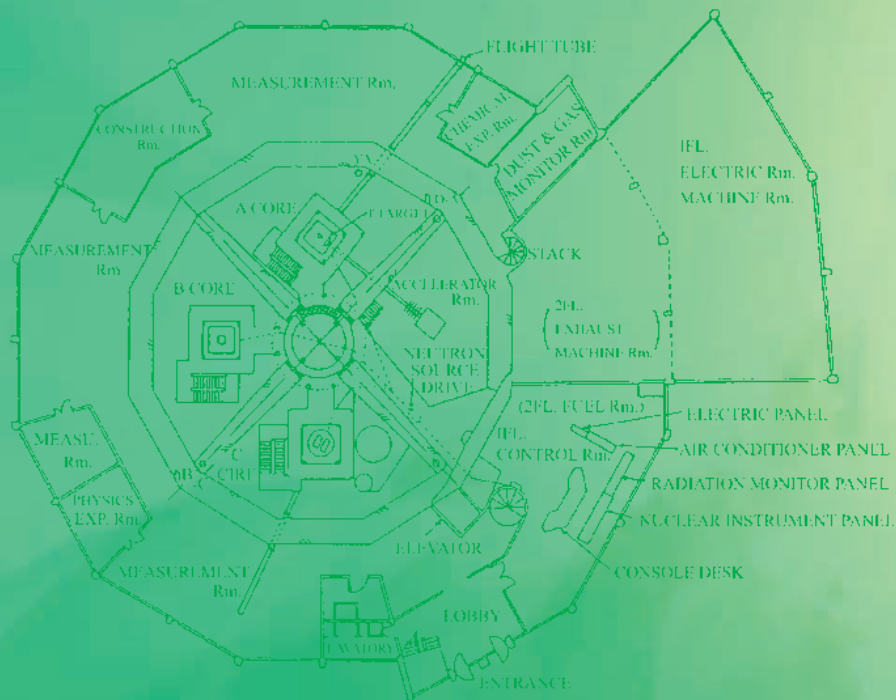 FLIGHT TUBE
MEASUREMENT Rm.
CHEMICAL
EXP. Rm.
DUST & GAS
MONITOR Rm.
CONSTRUCTION
Rm.
1FL.
ELECTRIC Rm.
MACHINE Rm.
A CORE
TARGET
MEASUREMENT
Rm
STACK
ACCLERATOR
Rm.
B CORE
2FL.
EXHAUST
MACHINE Rm.
NEUTRON
SOURCE
DRIVE
(2FL. FUEL Rm.)
ELECTRIC PANEL
1FL.
CONTROL Rm.
AIR CONDITIONER PANEL
MEASU.
Rm.
RADIATION MONITOR PANEL
C
PHYSICS
EXP. Rm.
NUCLEAR INSTRUMENT PANEL
ELEVATOR
MEASUREMENT
Rm.
CONSOLE DESK
LOBBY
LAVATORY
ENTRANCE